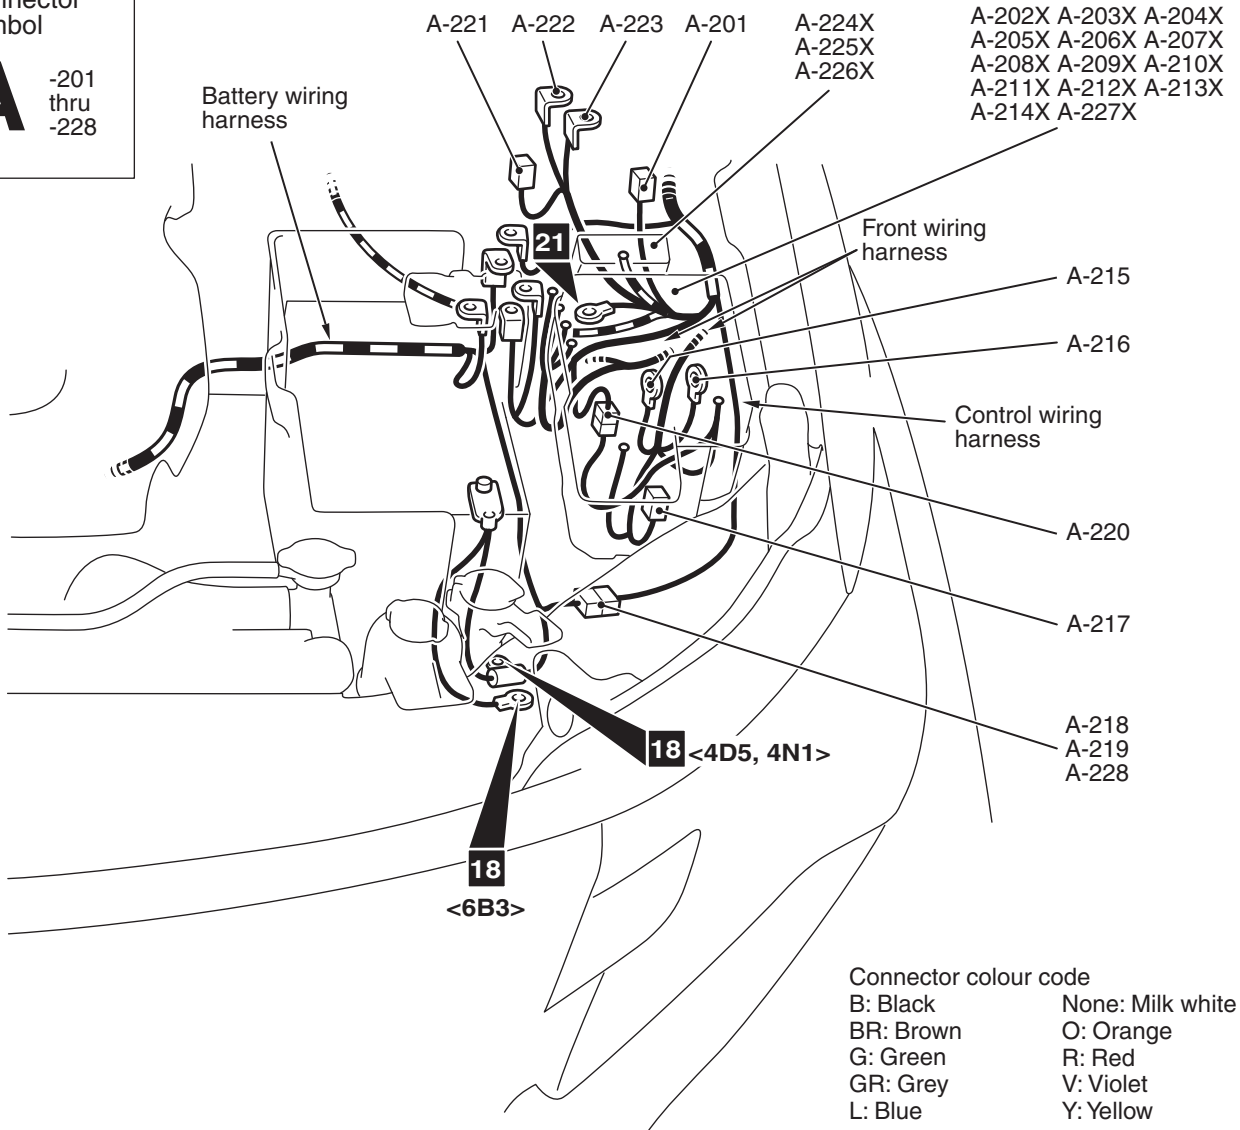 A
-201
thru
-228
A-221 A-222 A-223 A-201
A-224X
A-225X
A-226X
A-202X A-203X A-204X
A-205X A-206X A-207X
A-208X A-209X A-210X
A-211X A-212X A-213X
A-214X A-227X
Battery wiring
harness
21
Front wiring
harness
A-215
A-216
Control wiring
harness
A-220
A-217
A-218
A-219
A-228
18 <4D5, 4N1>
18
<6B3>
Connector colour code
B: Black None: Milk white
BR: Brown O: Orange
G: Green R: Red
GR: Grey V: Violet
L: Blue Y: Yellow